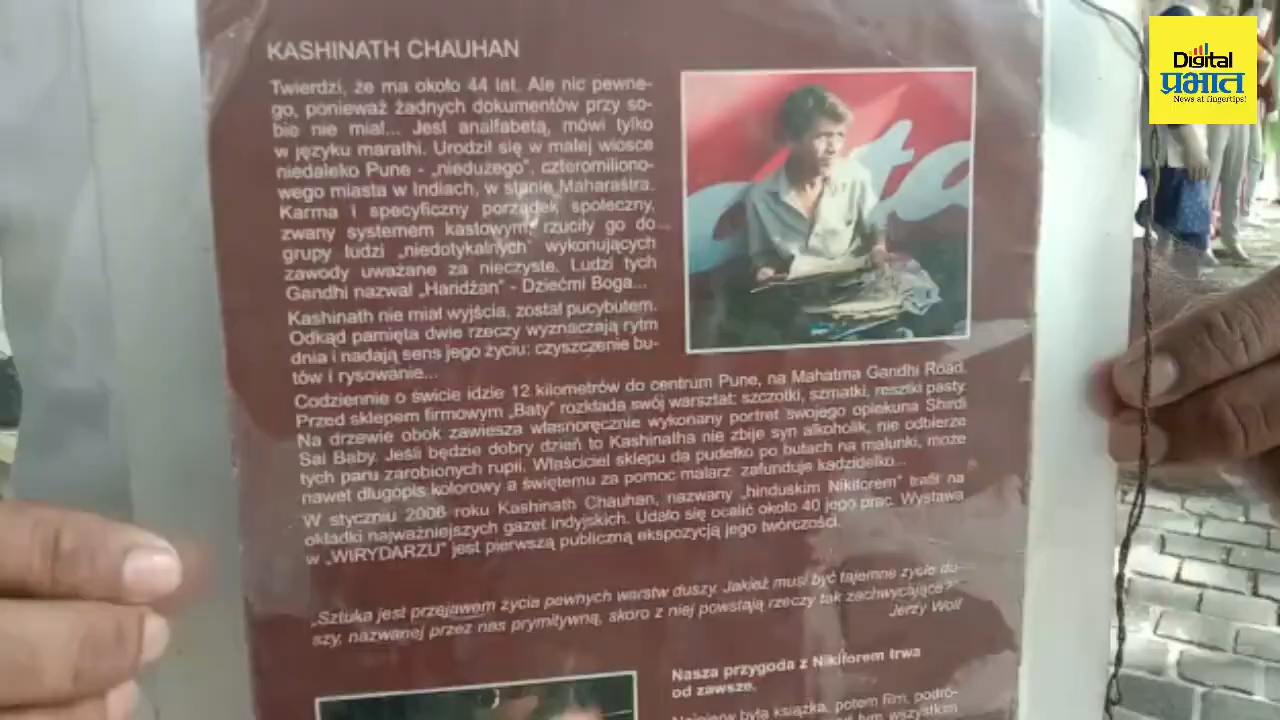 Digital
प्रभात
News at fingertips!
KASHINATH CHAUHAN
Twierdzi, że ma około 44 lat. Ale nic pewne-
go, ponieważ żadnych dokumentów przy so-
bie nie miał... Jest analfabetą, mówi tylko
w języku marathi. Urodził się w małej wiosce
niedaleko Pune - „niedużego", czteromiliono-
wego miasta w Indiach, w stanie Maharastra.
Karma i specyficzny porządek społeczny,
zwany systemem kastowym, rzuciły go do
grupy ludzi „niedotykalnych" wykonujących
zawody uważane za nieczyste. Ludzi tych
Gandhi nazwał „Haridżan" - Dziećmi Boga...
Kashinath nie miał wyjścia, został pucybutem.
Odkąd pamięta dwie rzeczy wyznaczają rytm
dnia i nadają sens jego życiu: czyszczenie bu-
tów i rysowanie...
Codziennie o świcie idzie 12 kilometrów do centrum Pune, na Mahatma Gandhi Road.
Przed sklepem firmowym „Baty" rozkłada swój warsztat: szczotki, szmatki, resztki pasty.
Na drzewie obok zawiesza własnoręcznie wykonany portret swojego opiekuna Shirdi
Sai Baby. Jeśli będzie dobry dzień to Kashinatha nie zbije syn alkoholik, nie odbierze
tych paru zarobionych rupii. Właściciel sklepu da pudełko po butach na malunki, może
nawet długopis kolorowy a świętemu za pomoc malarz zafunduje kadzidełko...
W styczniu 2006 roku Kashinath Chauhan, nazwany „hinduskim Nikiforem" trafił na
okładki najważniejszych gazet indyjskich. Udało się ocalić około 40 jego prac. Wystawa
w „WIRYDARZU" jest pierwszą publiczną ekspozycją jego twórczości.
„Sztuka jest przejawem życia pewnych warstw duszy. Jakież musi być tajemne życie du-
szy, nazwanej przez nas prymitywną, skoro z niej powstają rzeczy tak zachwycające?"
Jerzy Wolf
Nasza przygoda z Nikiforem trwa
od zawsze.
Najpierw była książka, potem film, podró-
tym wszystkim